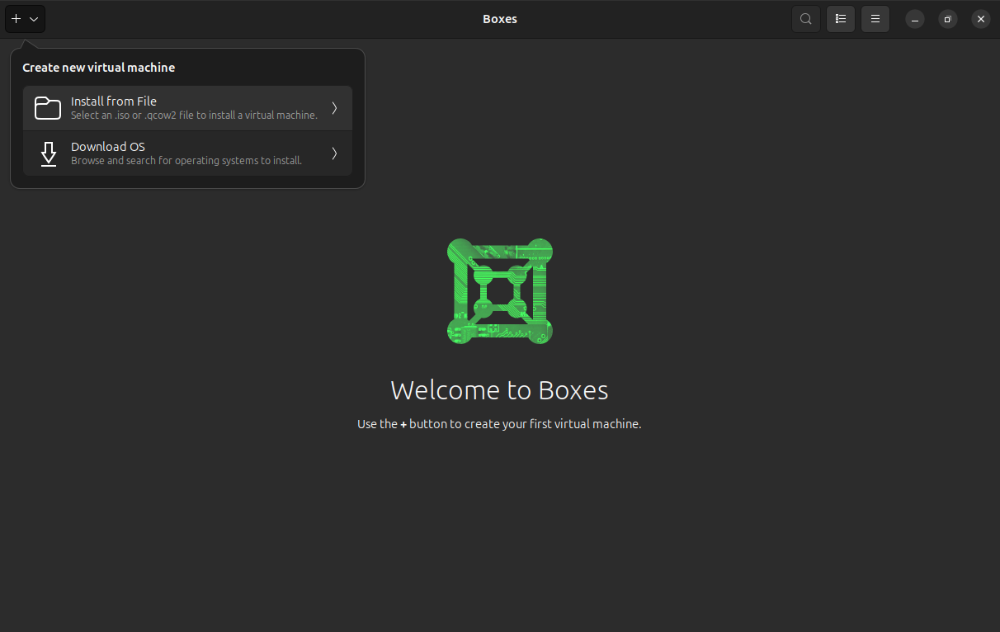 Boxes
Create new virtual machine
Install from File
Select an .iso or .qcow2 file to install a virtual machine.
Download OS
Browse and search for operating systems to install.
Welcome to Boxes
Use the + button to create your first virtual machine.